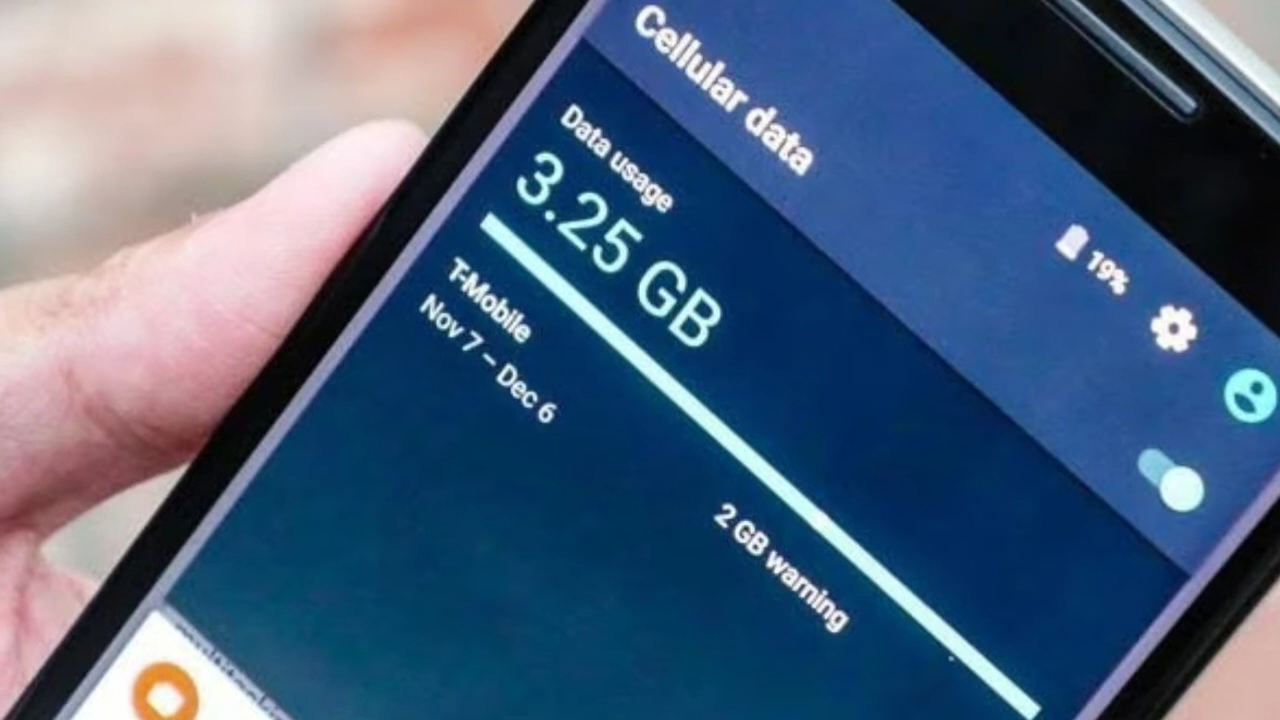 Cellular data
19%
Data usage
3.25 GB
T-Mobile
Nov 7 – Dec 6
2 GB warning